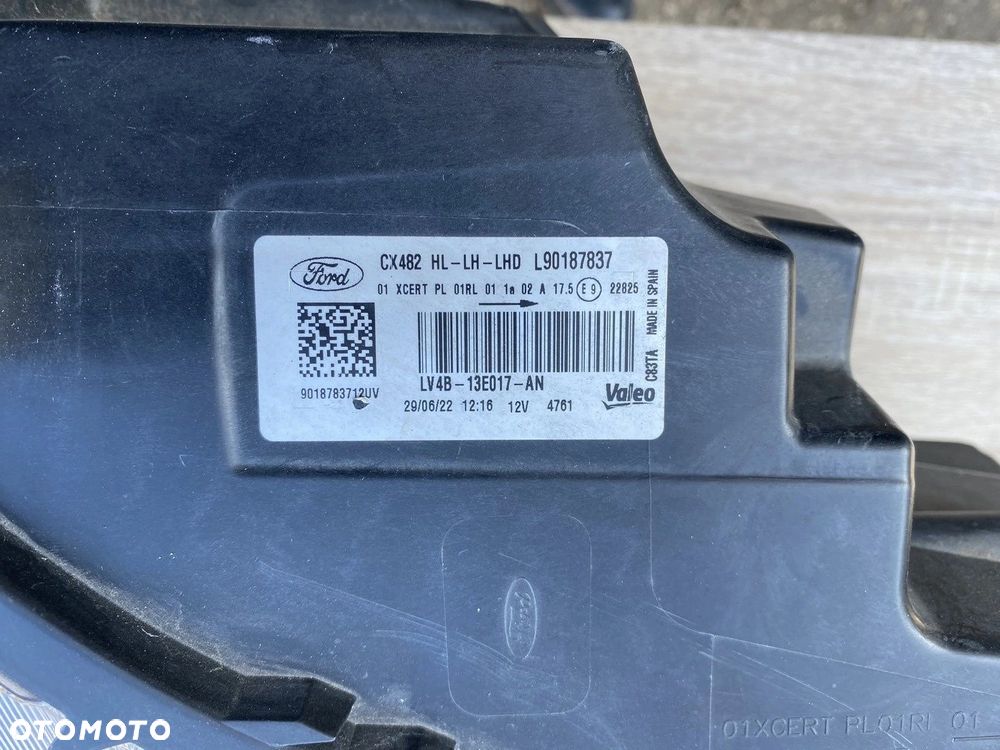 Ford
CX482 HL-LH-LHD L90187837
01 XCERT PL 01RL 01 1a 02 A 17.5 E9 22825
9018783712UV
LV4B-13E017-AN
29/06/22 12:16 12V 4761
Valeo
C83TA MADE IN SPAIN
Ford
01XCERT PL01RL 01
OTOMOTO